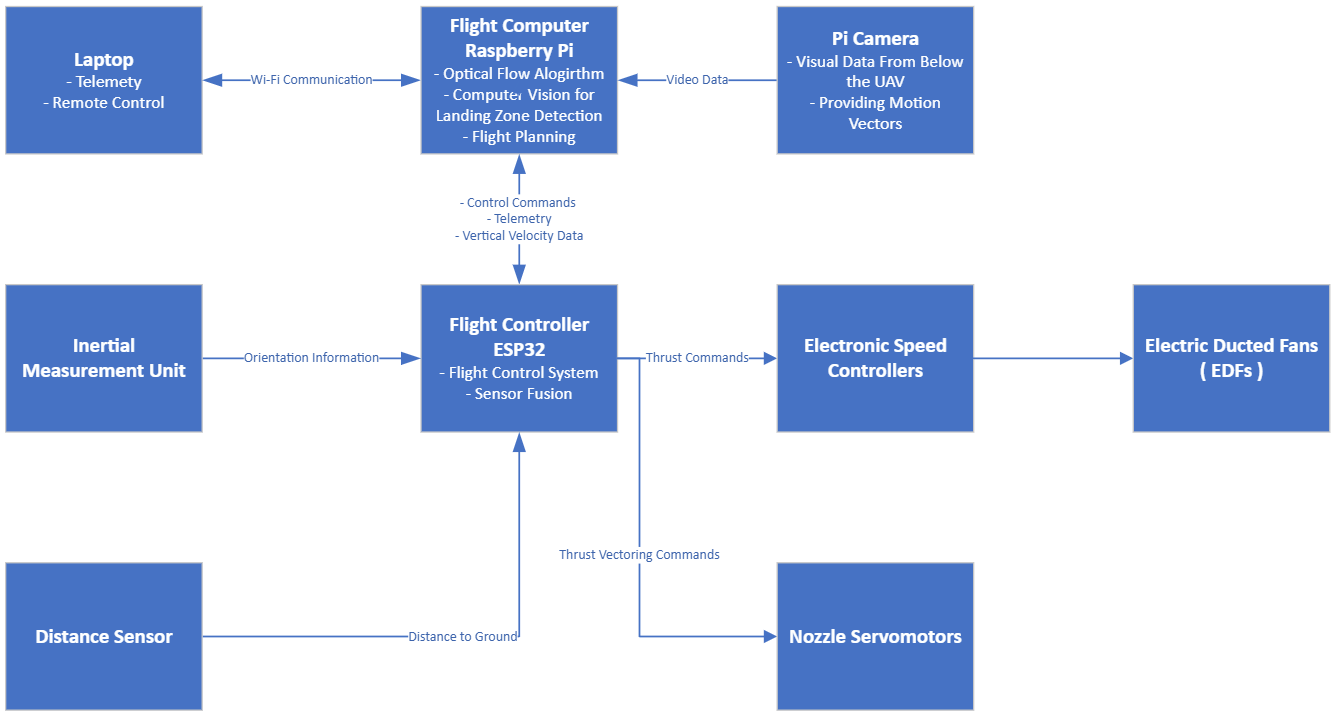 Laptop
- Telemety
- Remote Control
Wi-Fi Communication
Flight Computer
Raspberry Pi
- Optical Flow Alogirthm
- Computer Vision for
Landing Zone Detection
- Flight Planning
Video Data
Pi Camera
- Visual Data From Below
the UAV
- Providing Motion
Vectors
- Control Commands
- Telemetry
- Vertical Velocity Data
Inertial
Measurement Unit
Orientation Information
Flight Controller
ESP32
- Flight Control System
- Sensor Fusion
Thrust Commands
Electronic Speed
Controllers
Electric Ducted Fans
( EDFs )
Thrust Vectoring Commands
Distance Sensor
Distance to Ground
Nozzle Servomotors